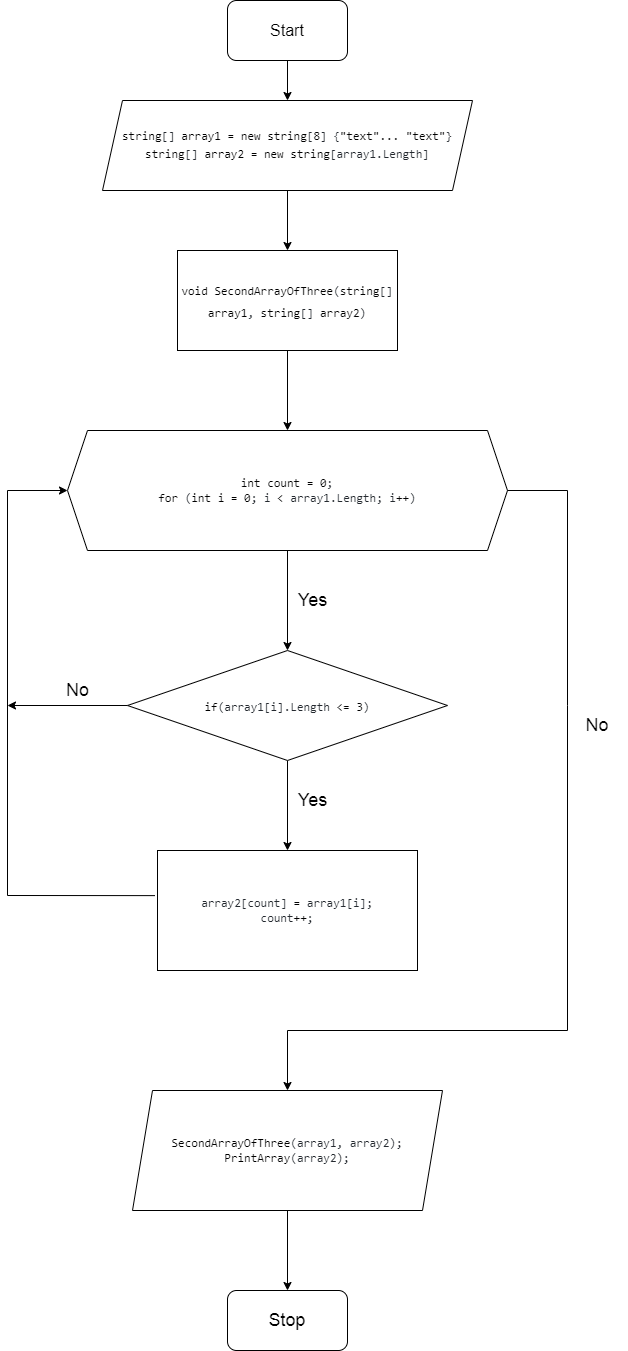 Start
string[] array1 = new string[8] {"text"... "text"}
string[] array2 = new string[array1.Length]
void SecondArrayOfThree(string[]
array1, string[] array2)
int count = 0;
for (int i = 0; i < array1.Length; i++)
Yes
No
if(array1[i].Length <= 3)
No
Yes
array2[count] = array1[i];
count++;
SecondArrayOfThree(array1, array2);
PrintArray(array2);
Stop